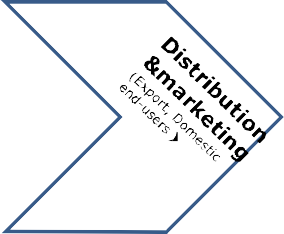 Distribution
&marketing
(Export, Domestic
end-users )